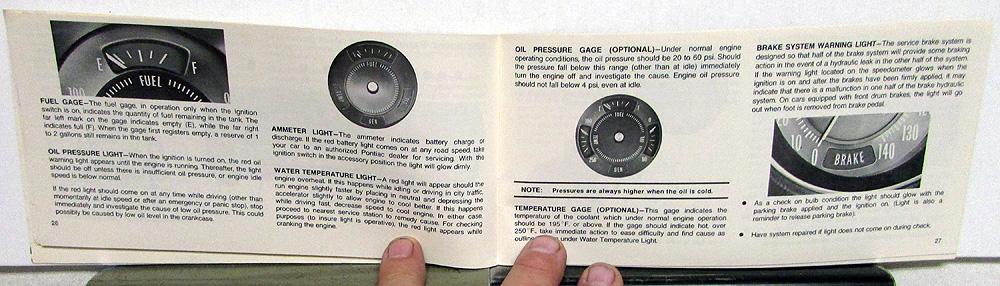 E
F
FUEL
100
FUEL GAGE—The fuel gage, in operation only when the ignition
switch is on, indicates the quantity of fuel remaining in the tank. The
far left mark on the gage indicates empty (E), while the far right
indicates full (F). When the gage first registers empty, a reserve of 1
to 2 gallons still remains in the tank.
OIL PRESSURE LIGHT—When the ignition is turned on, the red oil
warning light appears until the engine is running. Thereafter, the light
should be off unless there is insufficient oil pressure, or engine idle
speed is below normal.
If the red light should come on at any time while driving (other than
momentarily at idle speed or after an emergency or panic stop), stop
immediately and investigate the cause of low oil pressure. This could
possibly be caused by low oil level in the crankcase.
26
FUEL
GEN
AMMETER LIGHT—The ammeter indicates battery charge or
discharge. If the red battery light comes on at any road speed, take
your car to an authorized Pontiac dealer for servicing. With the
ignition switch in the accessory position the light will glow dimly.
WATER TEMPERATURE LIGHT—A red light will appear should the
engine overheat. If this happens while idling or driving in city traffic,
run engine slightly faster by placing in neutral and depressing the
accelerator slightly to allow engine to cool better. If this happens
while driving fast, decrease speed to cool engine. In either case
proceed to nearest service station to remedy cause. For checking
purposes (to insure light is operative), the red light appears while
cranking the engine.
OIL PRESSURE GAGE (OPTIONAL)—Under normal engine
operating conditions, the oil pressure should be 20 to 60 psi. Should
the pressure fall below this range (other than at idle) immediately
turn the engine off and investigate the cause. Engine oil pressure
should not fall below 4 psi, even at idle.
FUEL
250
80
GEN
NOTE: Pressures are always higher when the oil is cold.
TEMPERATURE GAGE (OPTIONAL)—This gage indicates the
temperature of the coolant which under normal engine operation
should be 195°F. or above. If the gage should indicate hot, over
250°F, take immediate action to ease difficulty and find cause as
under Water Temperature Light.
BRAKE SYSTEM WARNING LIGHT—The service brake system is
designed so that half of the brake system will provide some braking
action in the event of a hydraulic leak in the other half of the system.
If the warning light located on the speedometer glows when the
ignition is on and after the brakes have been firmly applied, it may
indicate that there is a malfunction in one half of the brake hydraulic
system. On cars equipped with front drum brakes, the light will go
out when foot is removed from brake pedal.
10
0
130
140
BRAKE
• As a check on bulb condition the light should glow with the
parking brake applied and the ignition on (Light is also a
reminder to release parking brake).
• Have system repaired if light does not come on during check.
27